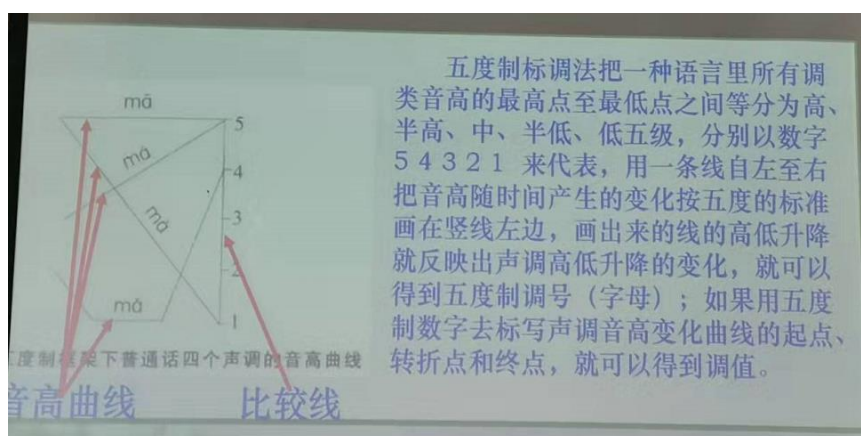 mā
má
mà
mǎ
5
4
3
2
1
度制框架下普通话四个声调的音高曲线
音高曲线
比较线
五度制标调法把一种语言里所有调
类音高的最高点至最低点之间等分为高、
半高、中、半低、低五级，分别以数字
5 4 3 2 1 来代表，用一条线自左至右
把音高随时间产生的变化按五度的标准
画在竖线左边，画出来的线的高低升降
就反映出声调高低升降的变化，就可以
得到五度制调号（字母）；如果用五度
制数字去标写声调音高变化曲线的起点、
转折点和终点，就可以得到调值。